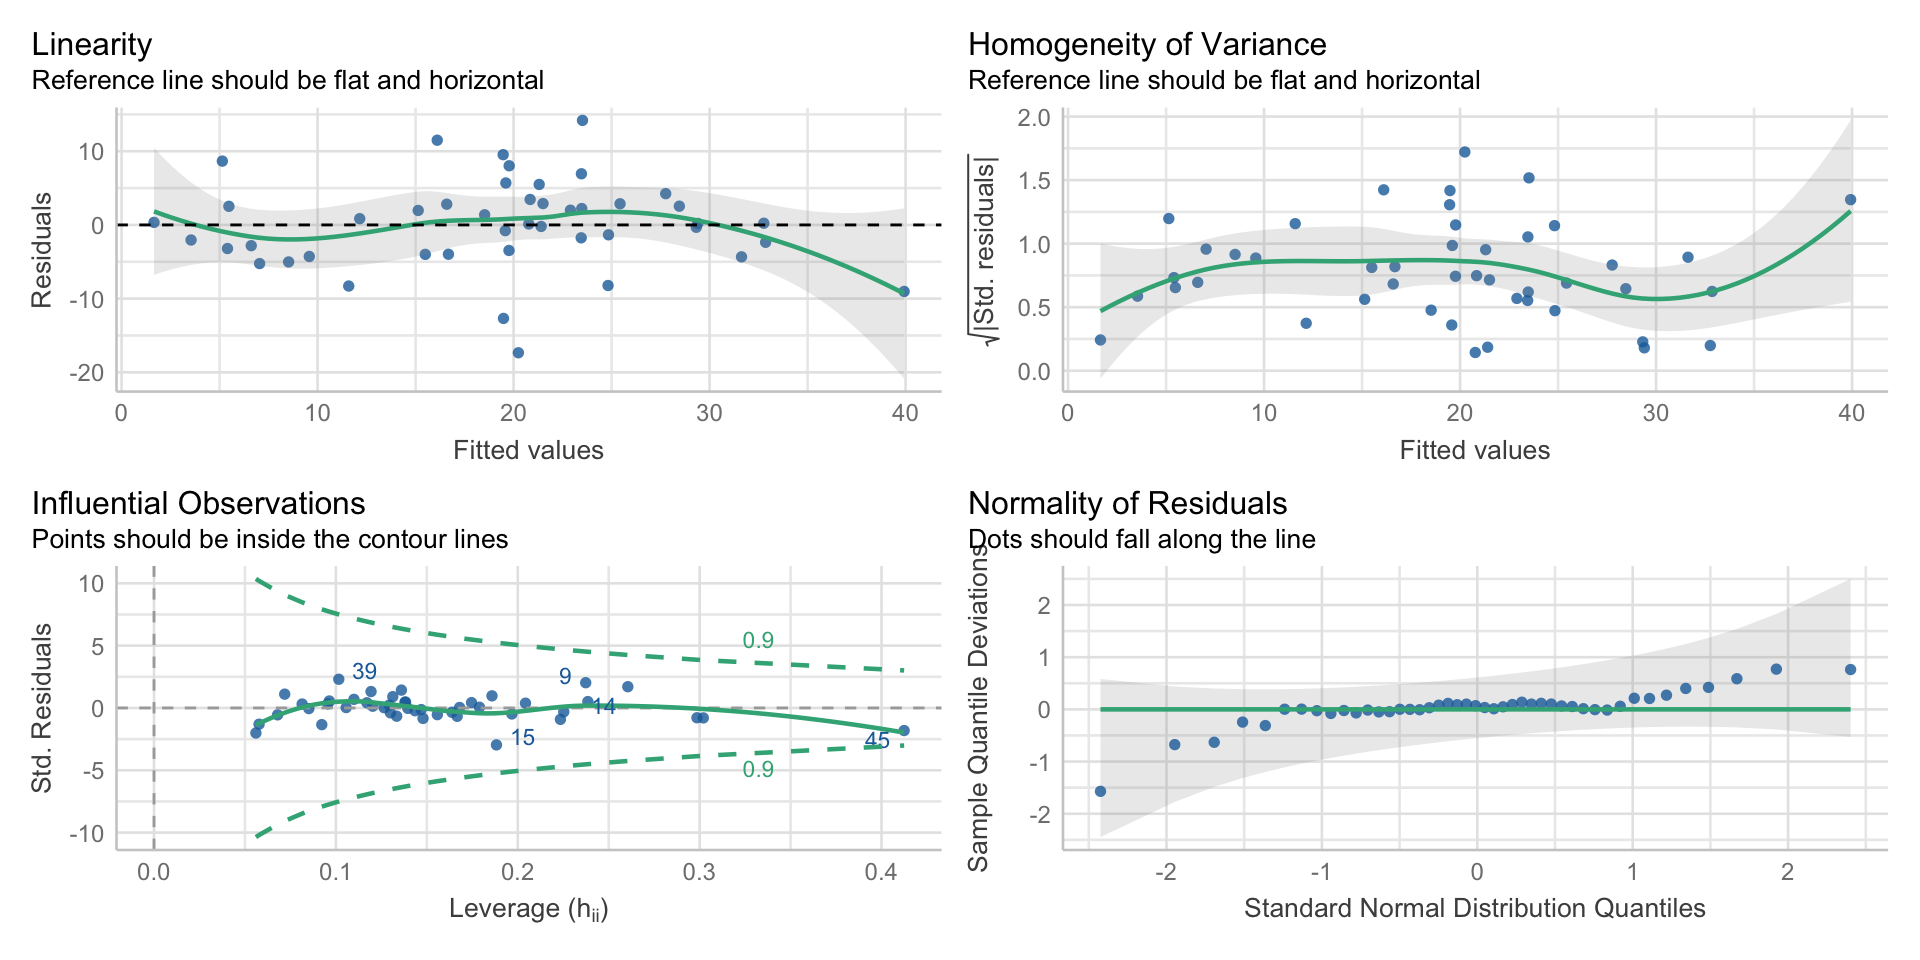 Linearity
Reference line should be flat and horizontal
10
0
-10
-20
Residuals
0
10
20
30
40
Fitted values
Homogeneity of Variance
Reference line should be flat and horizontal
2.0
1.5
1.0
0.5
0.0
√|Std. residuals|
0
10
20
30
40
Fitted values
Influential Observations
Points should be inside the contour lines
10
5
0
-5
-10
Std. Residuals
0.9
39
9
14
15
45
0.9
0.0
0.1
0.2
0.3
0.4
Leverage (hii)
Normality of Residuals
Dots should fall along the line
2
1
0
-1
-2
Sample Quantile Deviations
-2
-1
0
1
2
Standard Normal Distribution Quantiles